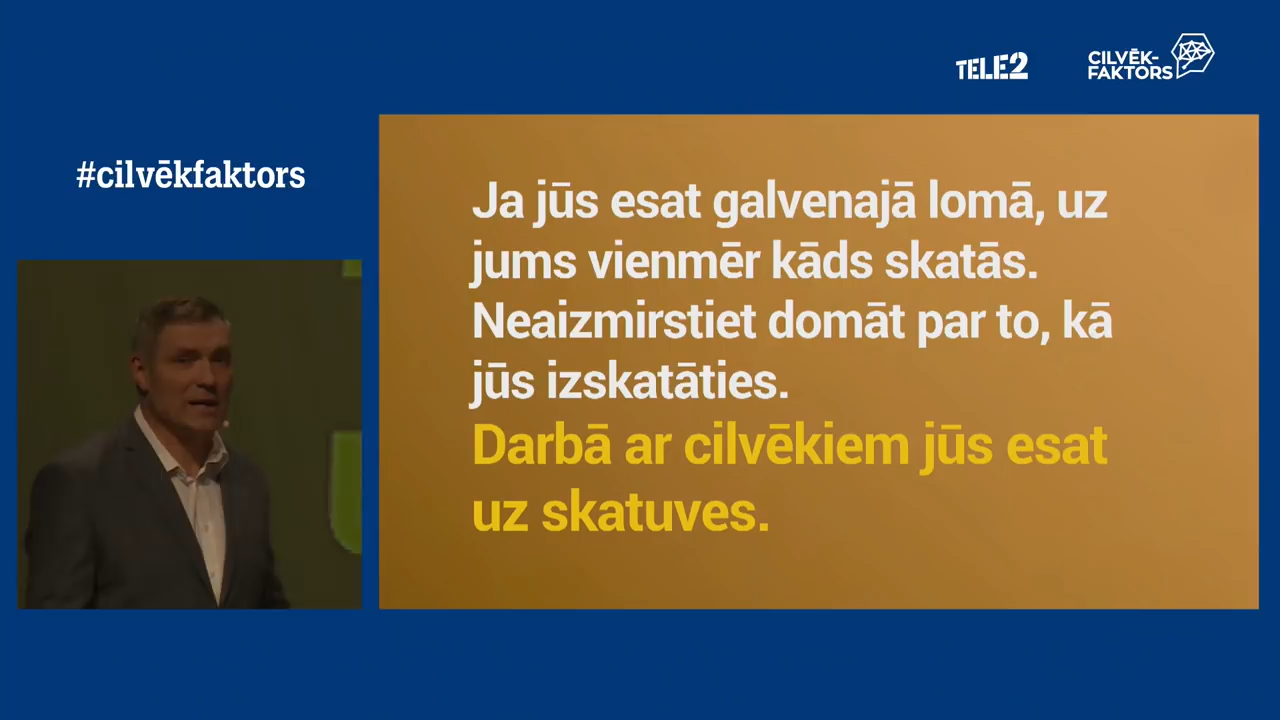 TELE2
CILVĒK-
FAKTORS
#cilvēkfaktors
Ja jūs esat galvenajā lomā, uz
jums vienmēr kāds skatās.
Neaizmirstiet domāt par to, kā
jūs izskatāties.
Darbā ar cilvēkiem jūs esat
uz skatuves.